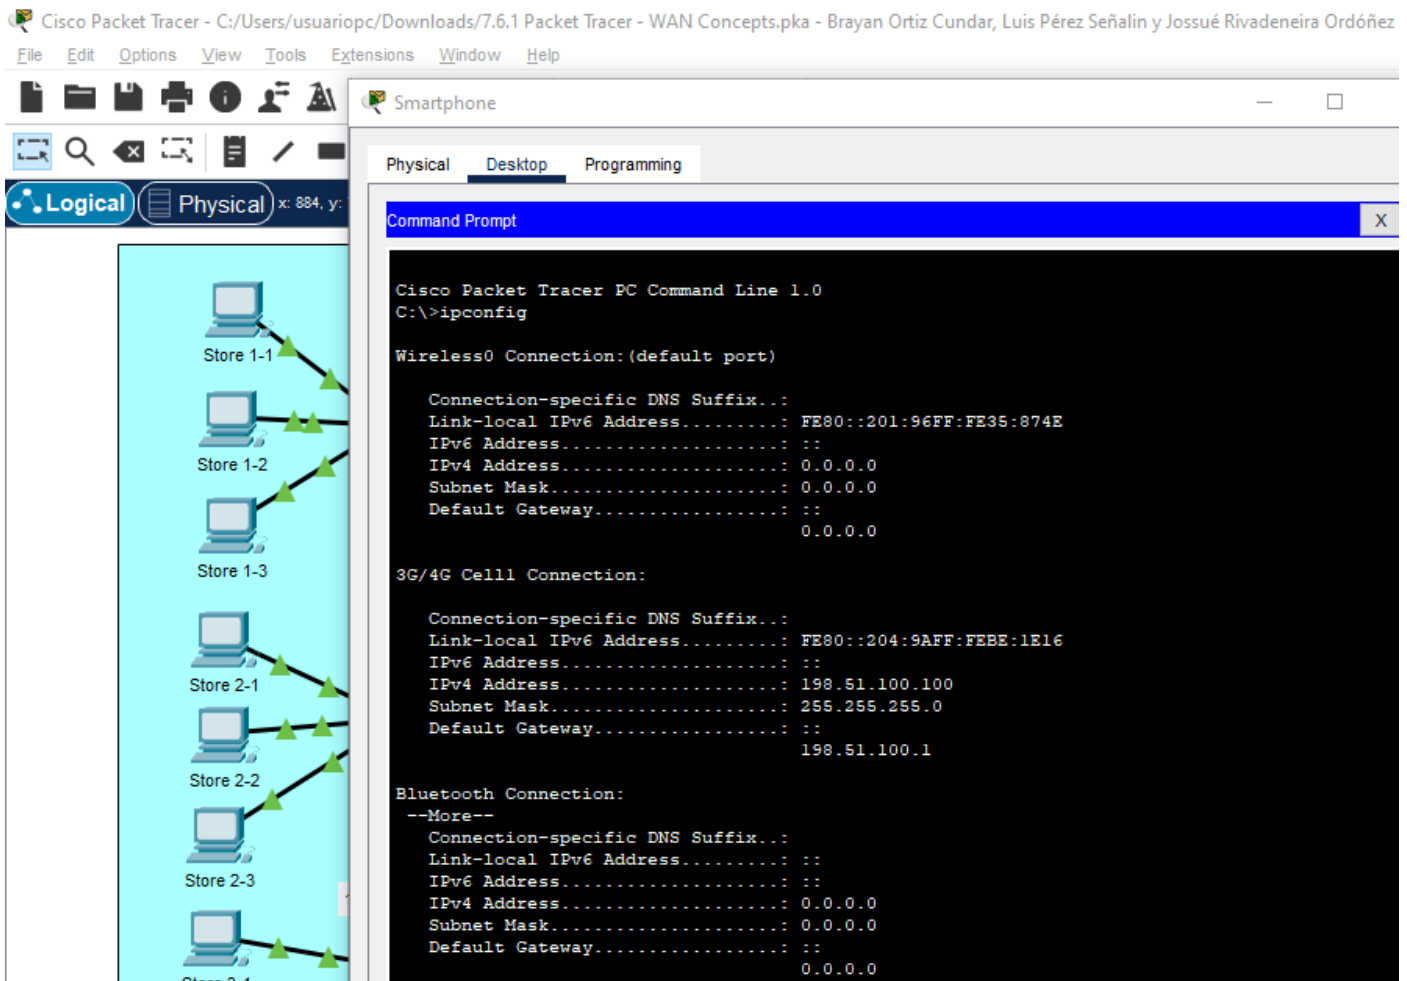 Cisco Packet Tracer - C:/Users/usuariopc/Downloads/7.6.1 Packet Tracer - WAN Concepts.pka - Brayan Ortiz Cundar, Luis Pérez Señalin y Jossué Rivadeneira Ordóñez
File Edit Options View Tools Extensions Window Help
Smartphone
Physical Desktop Programming
Logical Physical x: 884, y:
Command Prompt X
Cisco Packet Tracer PC Command Line 1.0
C:\>ipconfig
Wireless0 Connection:(default port)
Connection-specific DNS Suffix..:
Link-local IPv6 Address.........: FE80::201:96FF:FE35:874E
IPv6 Address....................: ::
IPv4 Address....................: 0.0.0.0
Subnet Mask.....................: 0.0.0.0
Default Gateway.................: ::
0.0.0.0
3G/4G Cell1 Connection:
Connection-specific DNS Suffix..:
Link-local IPv6 Address.........: FE80::204:9AFF:FEBE:1E16
IPv6 Address....................: ::
IPv4 Address....................: 198.51.100.100
Subnet Mask.....................: 255.255.255.0
Default Gateway.................: ::
198.51.100.1
Bluetooth Connection:
--More--
Connection-specific DNS Suffix..:
Link-local IPv6 Address.........: ::
IPv6 Address....................: ::
IPv4 Address....................: 0.0.0.0
Subnet Mask.....................: 0.0.0.0
Default Gateway.................: ::
0.0.0.0
Store 1-1
Store 1-2
Store 1-3
Store 2-1
Store 2-2
Store 2-3